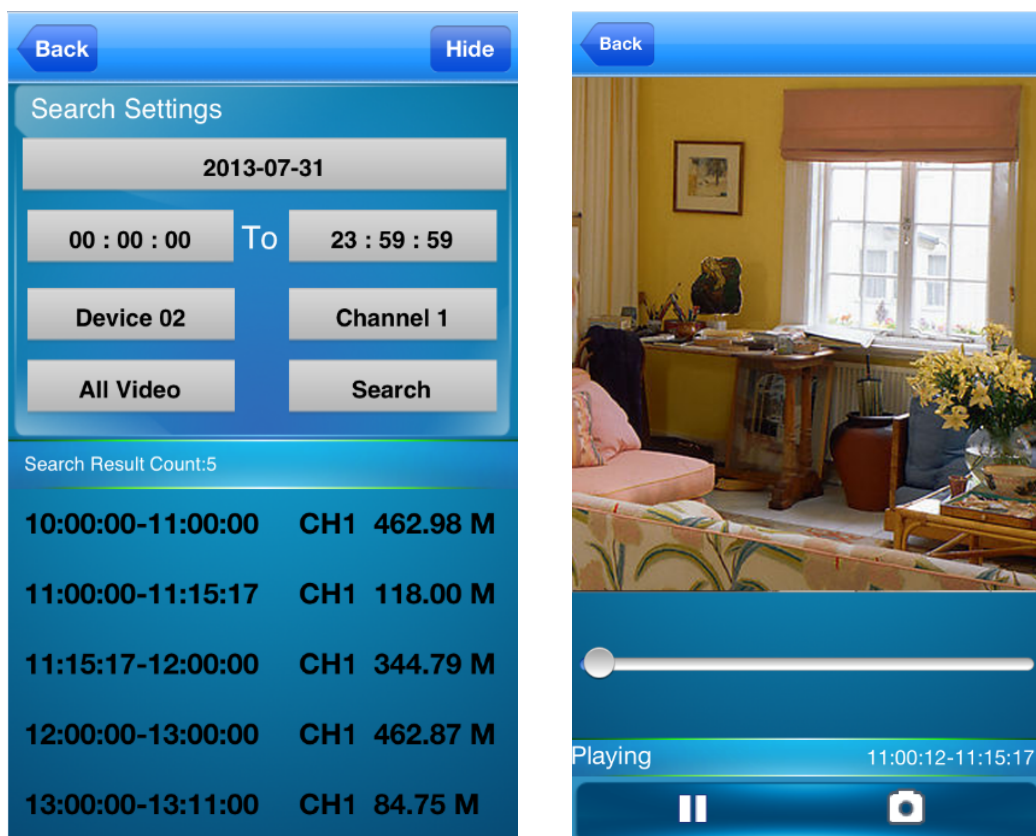 Back Hide
Search Settings
2013-07-31
00 : 00 : 00 To 23 : 59 : 59
Device 02 Channel 1
All Video Search
Search Result Count:5
10:00:00-11:00:00 CH1 462.98 M
11:00:00-11:15:17 CH1 118.00 M
11:15:17-12:00:00 CH1 344.79 M
12:00:00-13:00:00 CH1 462.87 M
13:00:00-13:11:00 CH1 84.75 M
Back
Playing 11:00:12-11:15:17